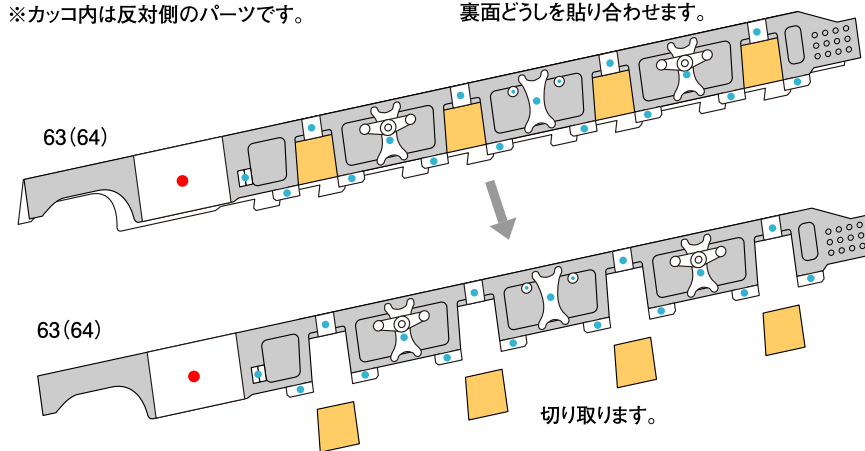 ※カッコ内は反対側のパーツです。
裏面どうしを貼り合わせます。
63(64)
63(64)
切り取ります。